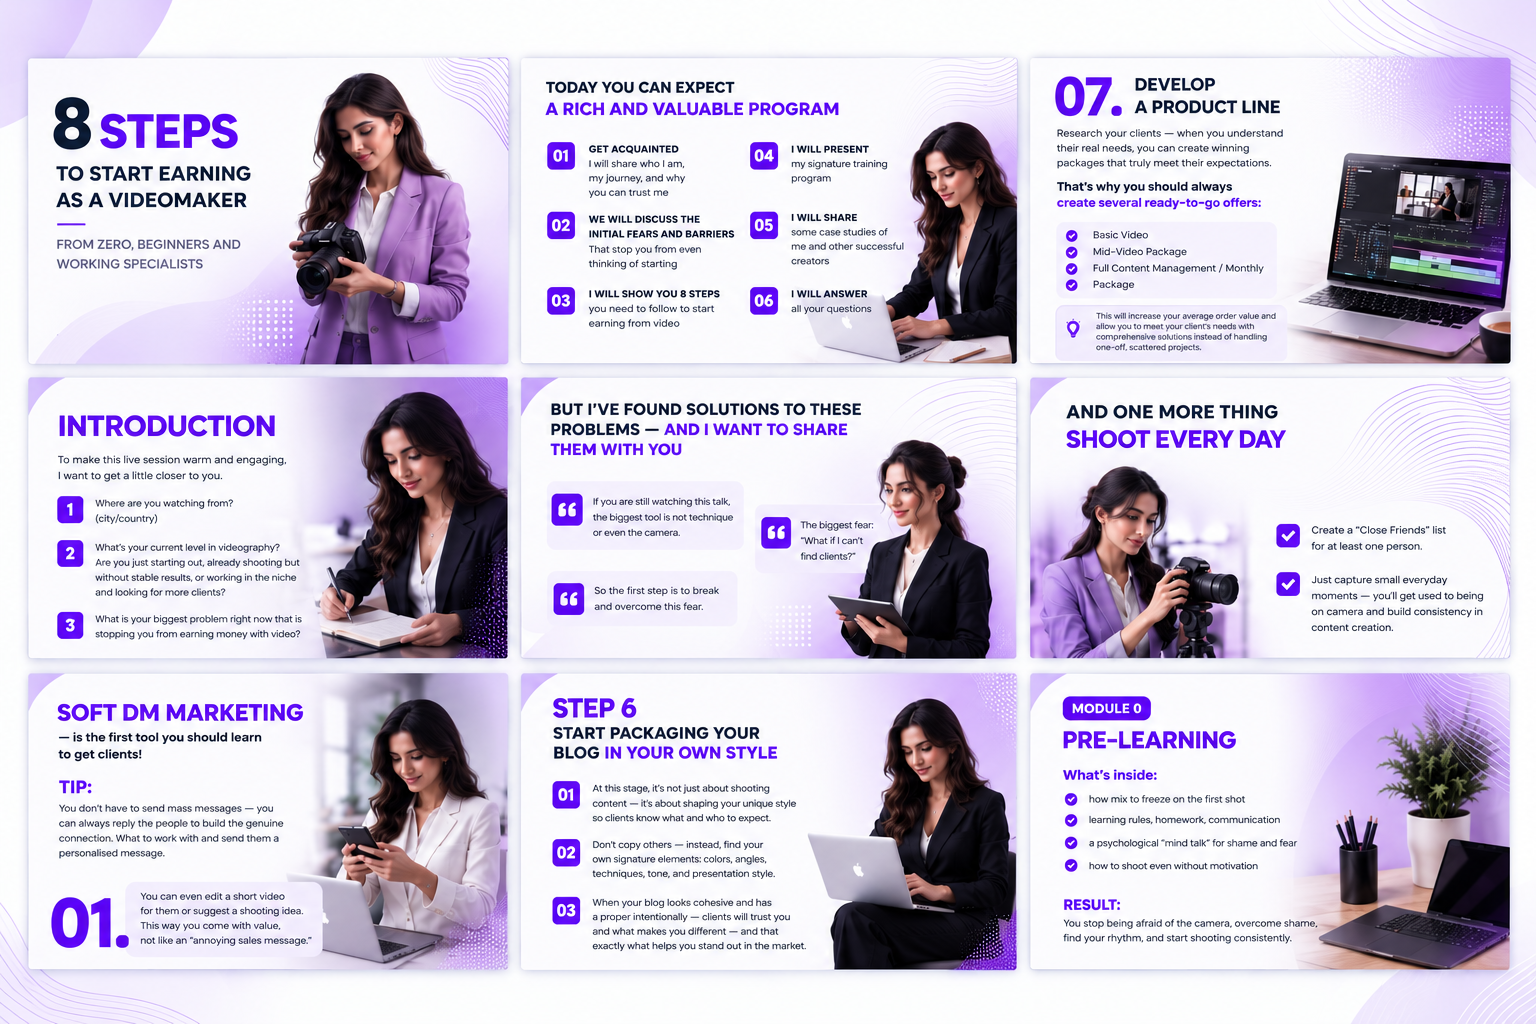 8 STEPS
TO START EARNING
AS A VIDEOMAKER
FROM ZERO, BEGINNERS AND
WORKING SPECIALISTS
TODAY YOU CAN EXPECT
A RICH AND VALUABLE PROGRAM
01
GET ACQUAINTED
I will share who I am,
my journey, and why
you can trust me
02
WE WILL DISCUSS THE
INITIAL FEARS AND BARRIERS
That stop you from even
thinking of starting
03
I WILL SHOW YOU 8 STEPS
you need to follow to start
earning from video
04
I WILL PRESENT
my signature training
program
05
I WILL SHARE
some case studies of
me and other successful
creators
06
I WILL ANSWER
all your questions
07.
DEVELOP
A PRODUCT LINE
Research your clients — when you understand
their real needs, you can create winning
packages that truly meet their expectations.
That's why you should always
create several ready-to-go offers:
Basic Video
Mid-Video Package
Full Content Management / Monthly
Package
This will increase your average order value and
allow you to meet your client's needs with
comprehensive solutions instead of handling
one-off, scattered projects.
INTRODUCTION
To make this live session warm and engaging,
I want to get a little closer to you.
1
Where are you watching from?
(city/country)
2
What's your current level in videography?
Are you just starting out, already shooting but
without stable results, or working in the niche
and looking for more clients?
3
What is your biggest problem right now that is
stopping you from earning money with video?
BUT I'VE FOUND SOLUTIONS TO THESE
PROBLEMS — AND I WANT TO SHARE
THEM WITH YOU
If you are still watching this talk,
the biggest tool is not technique
or even the camera.
The biggest fear:
"What if I can't
find clients?"
So the first step is to break
and overcome this fear.
AND ONE MORE THING
SHOOT EVERY DAY
Create a "Close Friends" list
for at least one person.
Just capture small everyday
moments — you'll get used to being
on camera and build consistency in
content creation.
SOFT DM MARKETING
— is the first tool you should learn
to get clients!
TIP:
You don't have to send mass messages — you
can always reply the people to build the genuine
connection. What to work with and send them a
personalised message.
01.
You can even edit a short video
for them or suggest a shooting idea.
This way you come with value,
not like an "annoying sales message."
STEP 6
START PACKAGING YOUR
BLOG IN YOUR OWN STYLE
01
At this stage, it's not just about shooting
content — it's about shaping your unique style
so clients know what and who to expect.
02
Don't copy others — instead, find your
own signature elements: colors, angles,
techniques, tone, and presentation style.
03
When your blog looks cohesive and has
a proper intentionally — clients will trust you
and what makes you different — and that
exactly what helps you stand out in the market.
MODULE 0
PRE-LEARNING
What's inside:
how mix to freeze on the first shot
learning rules, homework, communication
a psychological "mind talk" for shame and fear
how to shoot even without motivation
RESULT:
You stop being afraid of the camera, overcome shame,
find your rhythm, and start shooting consistently.